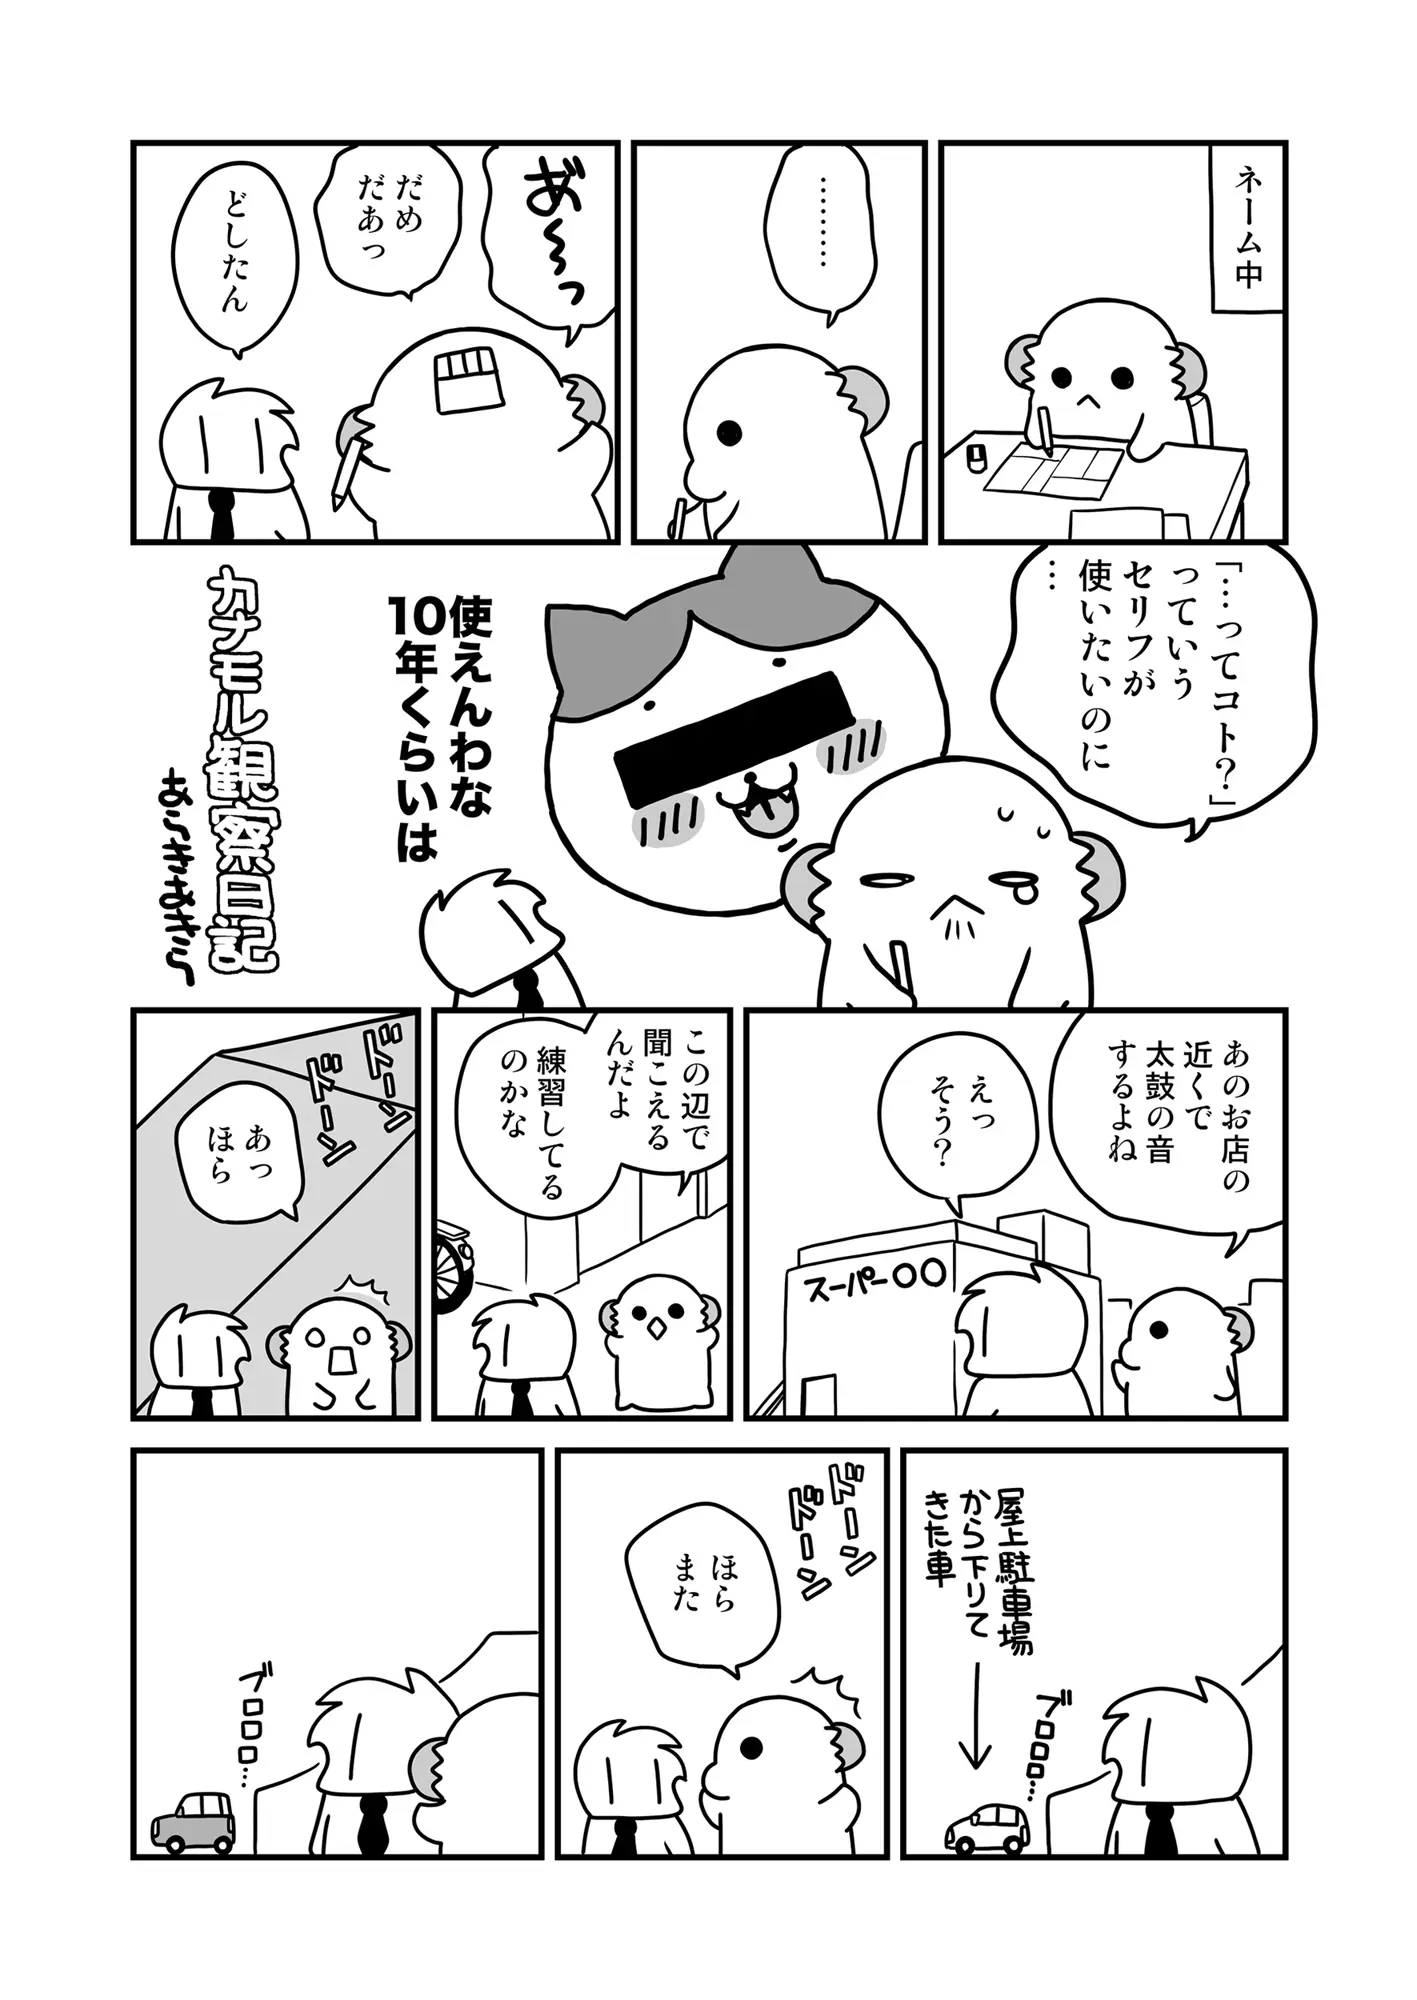 ネーム中
………
あ゛〜〜っ
だめ
だあっ
どしたん
「…ってコト？」
っていう
セリフが
使いたいのに
…
使えんわな
10年くらいは
カナモル観察日記
あらきあきら
あのお店の
近くで
太鼓の音
するよね
えっ
そう？
スーパー〇〇
この辺で
聞こえる
んだよ
練習してる
のかな
ドーン
ドーン
あっ
ほら
屋上駐車場
から下りて
きた車
ブロロロ…
ドーン
ドーン
ほら
また
ブロロロロ…